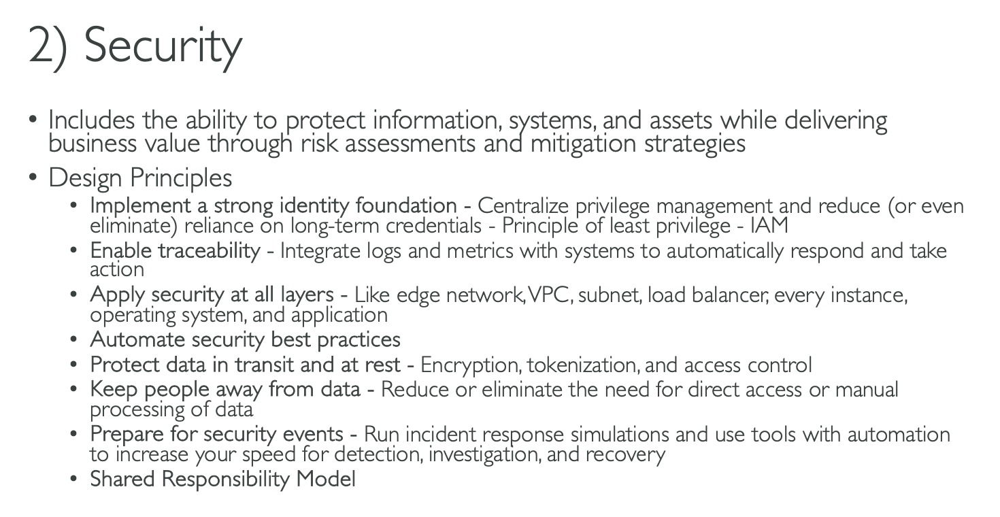 2) Security
• Includes the ability to protect information, systems, and assets while delivering
business value through risk assessments and mitigation strategies
• Design Principles
• Implement a strong identity foundation - Centralize privilege management and reduce (or even
eliminate) reliance on long-term credentials - Principle of least privilege - IAM
• Enable traceability - Integrate logs and metrics with systems to automatically respond and take
action
• Apply security at all layers - Like edge network, VPC, subnet, load balancer, every instance,
operating system, and application
• Automate security best practices
• Protect data in transit and at rest - Encryption, tokenization, and access control
• Keep people away from data - Reduce or eliminate the need for direct access or manual
processing of data
• Prepare for security events - Run incident response simulations and use tools with automation
to increase your speed for detection, investigation, and recovery
• Shared Responsibility Model